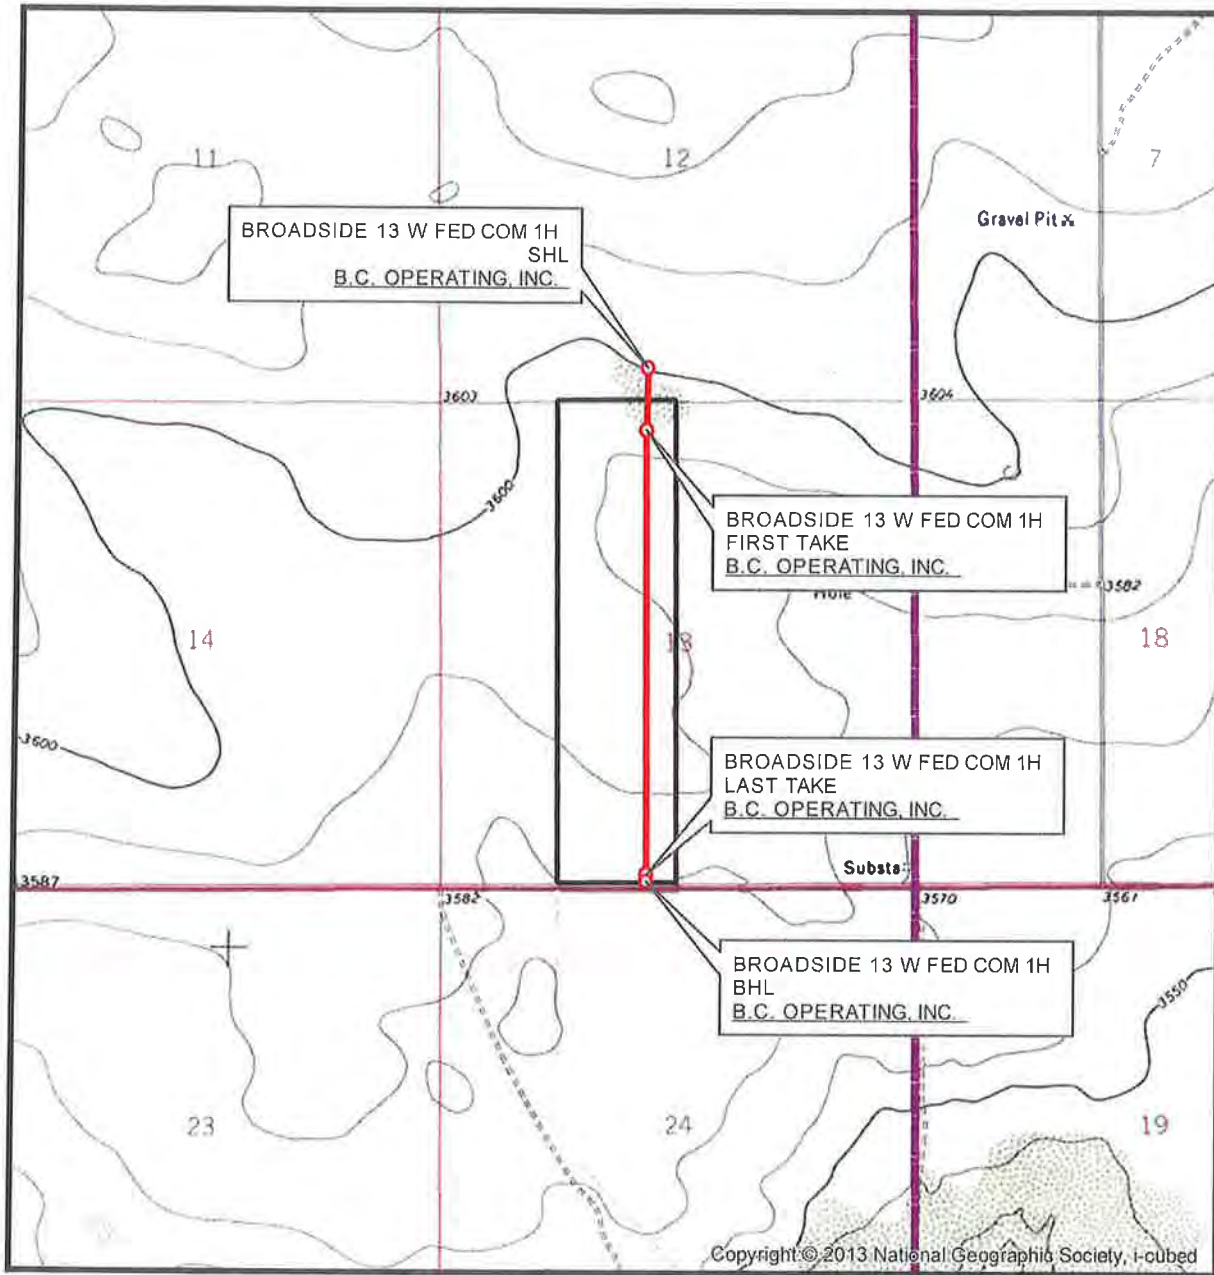 11
12
7
Gravel Pit x
BROADSIDE 13 W FED COM 1H
SHL
B.C. OPERATING, INC.
3603
3604
3600
BROADSIDE 13 W FED COM 1H
FIRST TAKE
B.C. OPERATING, INC.
Hole
3582
14
13
18
3600
BROADSIDE 13 W FED COM 1H
LAST TAKE
B.C. OPERATING, INC.
Substa
3587
3582
3570
3561
BROADSIDE 13 W FED COM 1H
BHL
B.C. OPERATING, INC.
3550
23
24
19
Copyright:© 2013 National Geographic Society, i-cubed